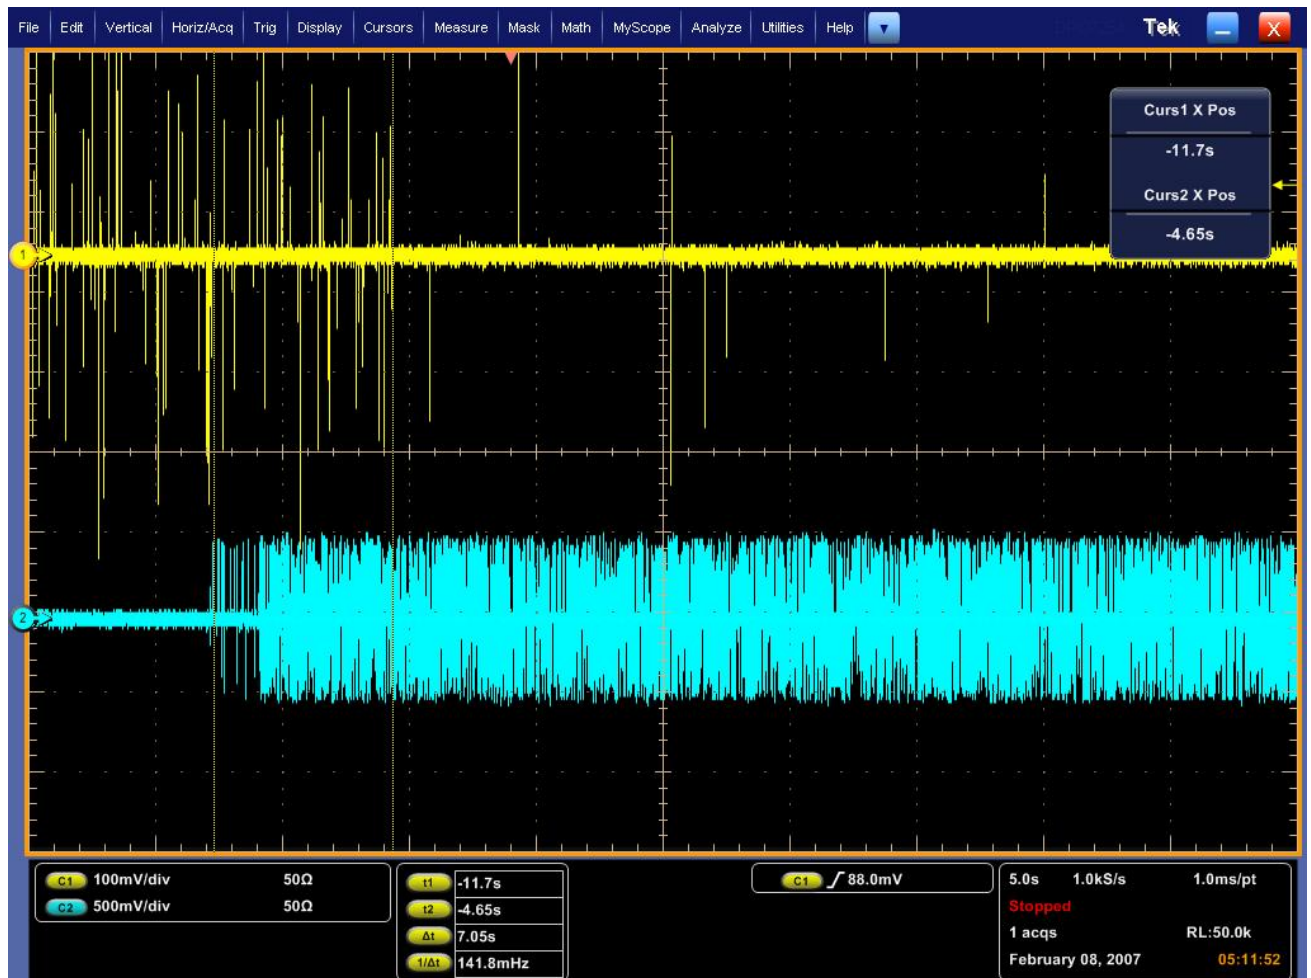 File Edit Vertical Horiz/Acq Trig Display Cursors Measure Mask Math MyScope Analyze Utilities Help Tek X
Curs1 X Pos
-11.7s
Curs2 X Pos
-4.65s
1
2
C1 100mV/div 50Ω
C2 500mV/div 50Ω
t1 -11.7s
t2 -4.65s
Δt 7.05s
1/Δt 141.8mHz
C1 88.0mV
5.0s 1.0kS/s 1.0ms/pt
Stopped
1 acqs RL:50.0k
February 08, 2007 05:11:52